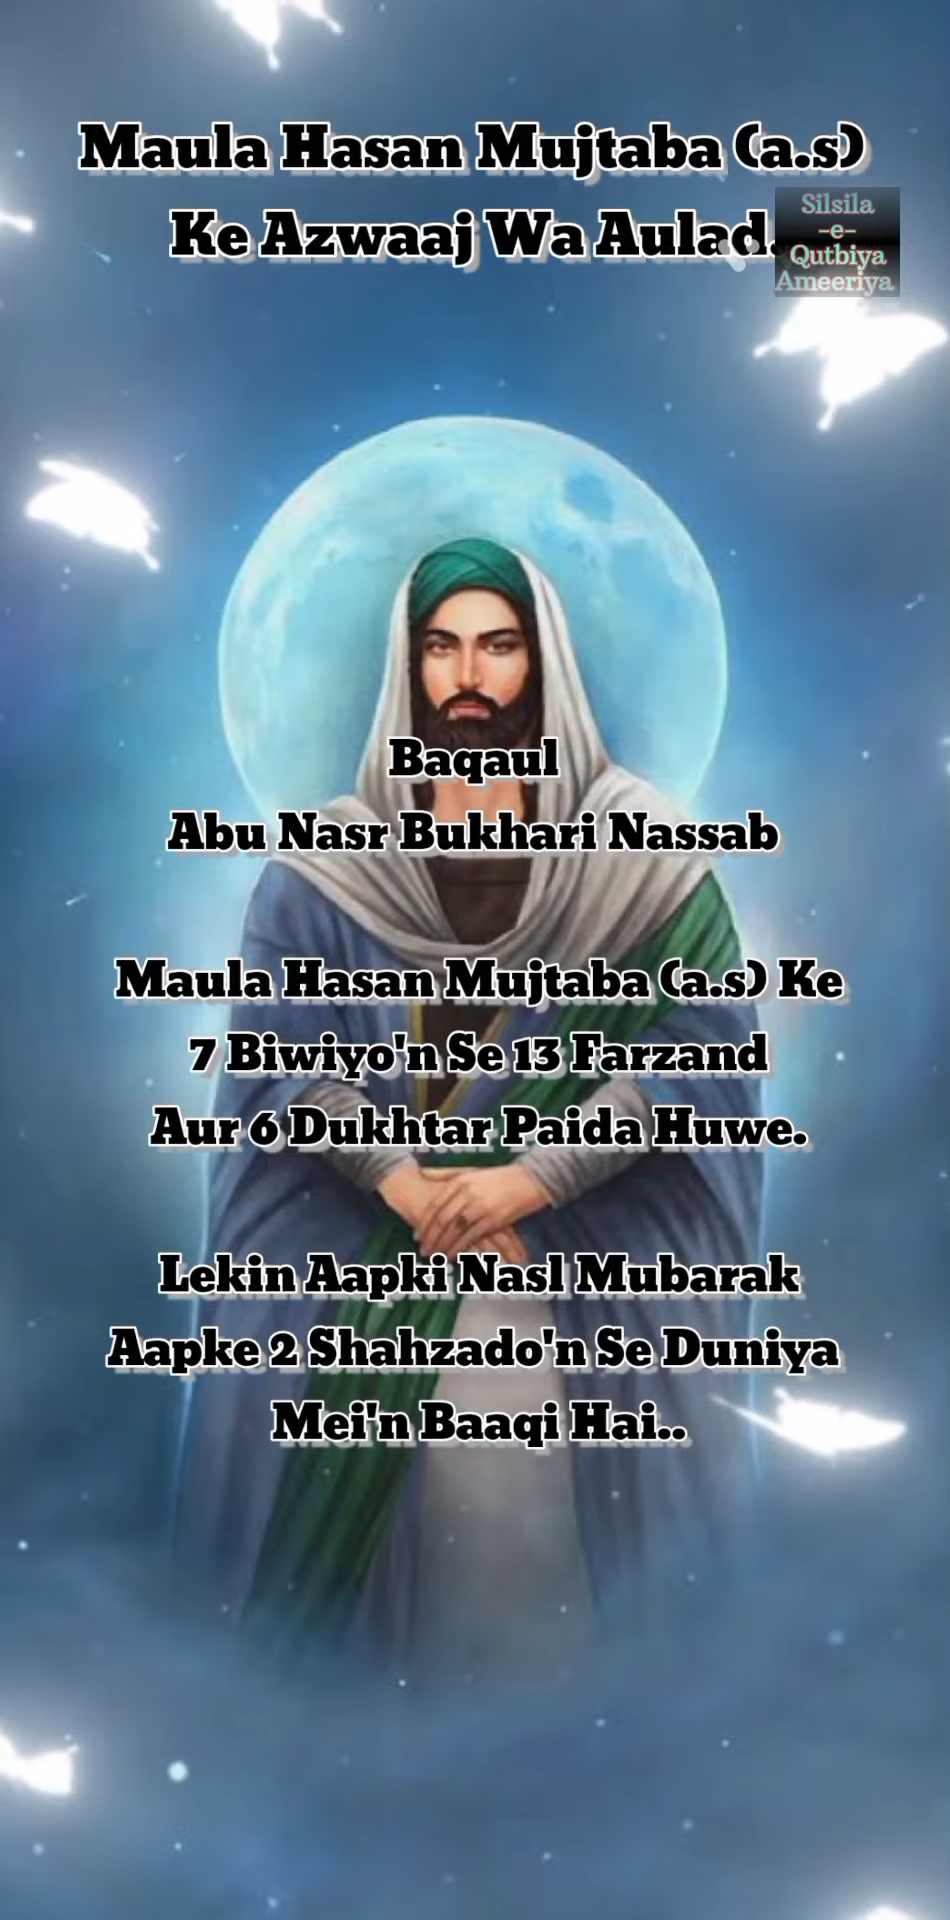 Maula Hasan Mujtaba (a.s)
Ke Azwaaj Wa Aulad.
Silsila
-e-
Qutbiya
Ameeriya
Baqaul
Abu Nasr Bukhari Nassab
Maula Hasan Mujtaba (a.s) Ke
7 Biwiyo'n Se 13 Farzand
Aur 6 Dukhtar Paida Huwe.
Lekin Aapki Nasl Mubarak
Aapke 2 Shahzado'n Se Duniya
Mei'n Baaqi Hai..